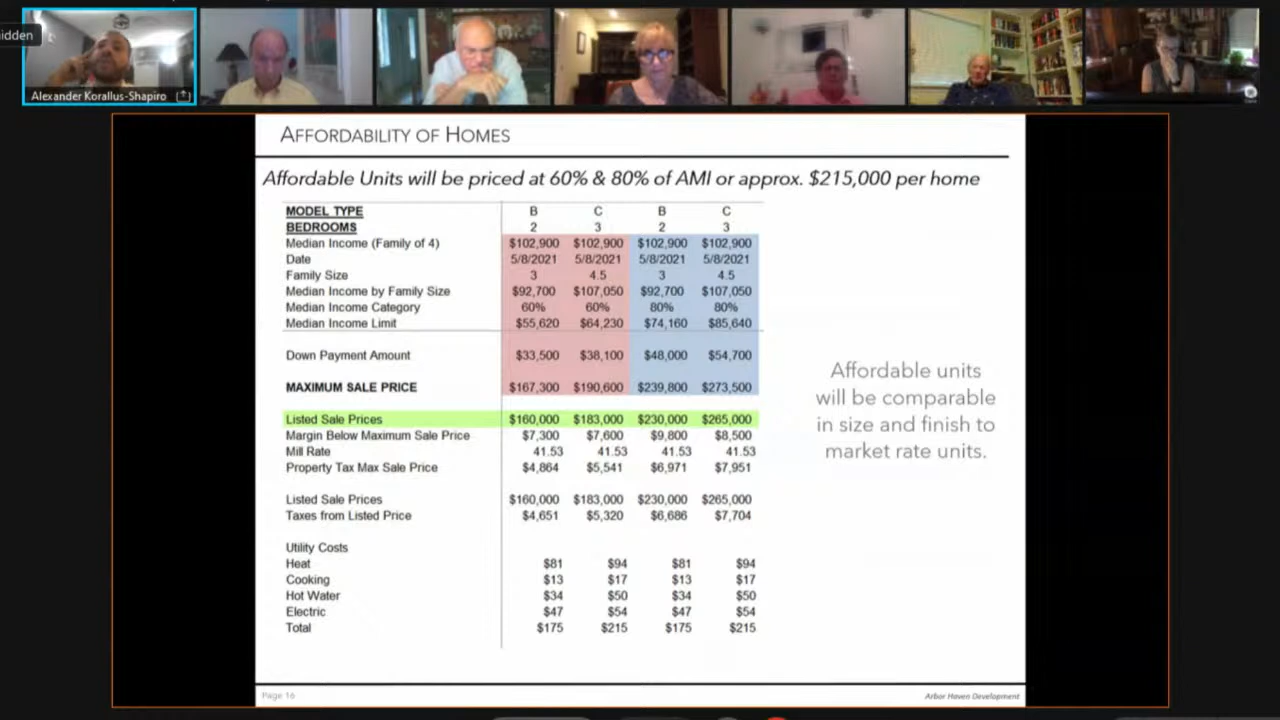 idden
Alexander Korallus-Shapiro
AFFORDABILITY OF HOMES
Affordable Units will be priced at 60% & 80% of AMI or approx. $215,000 per home
MODEL TYPE B C B C
BEDROOMS 2 3 2 3
Median Income (Family of 4) $102,900 $102,900 $102,900 $102,900
Date 5/8/2021 5/8/2021 5/8/2021 5/8/2021
Family Size 3 4.5 3 4.5
Median Income by Family Size $92,700 $107,050 $92,700 $107,050
Median Income Category 60% 60% 80% 80%
Median Income Limit $55,620 $64,230 $74,160 $85,640
Down Payment Amount $33,500 $38,100 $48,000 $54,700
MAXIMUM SALE PRICE $167,300 $190,600 $239,800 $273,500
Listed Sale Prices $160,000 $183,000 $230,000 $265,000
Margin Below Maximum Sale Price $7,300 $7,600 $9,800 $8,500
Mill Rate 41.53 41.53 41.53 41.53
Property Tax Max Sale Price $4,864 $5,541 $6,971 $7,951
Listed Sale Prices $160,000 $183,000 $230,000 $265,000
Taxes from Listed Price $4,651 $5,320 $6,686 $7,704
Utility Costs
Heat $81 $94 $81 $94
Cooking $13 $17 $13 $17
Hot Water $34 $50 $34 $50
Electric $47 $54 $47 $54
Total $175 $215 $175 $215
Affordable units
will be comparable
in size and finish to
market rate units.
Page 16
Arbor Haven Development